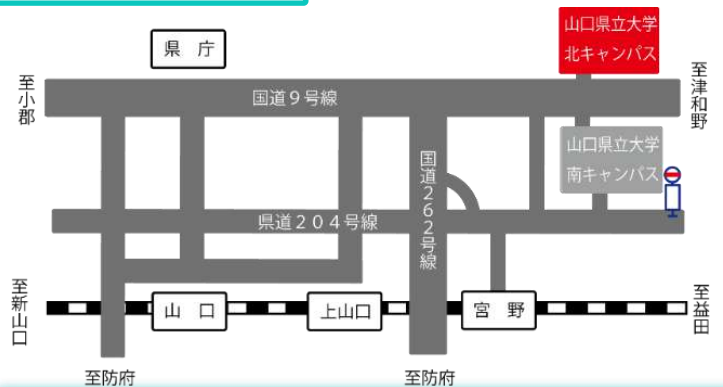 山口県立大学
北キャンパス
県 庁
至小郡
国道9号線
至津和野
山口県立大学
南キャンパス
国道262号線
県道204号線
至新山口
山 口
上山口
宮 野
至益田
至防府
至防府